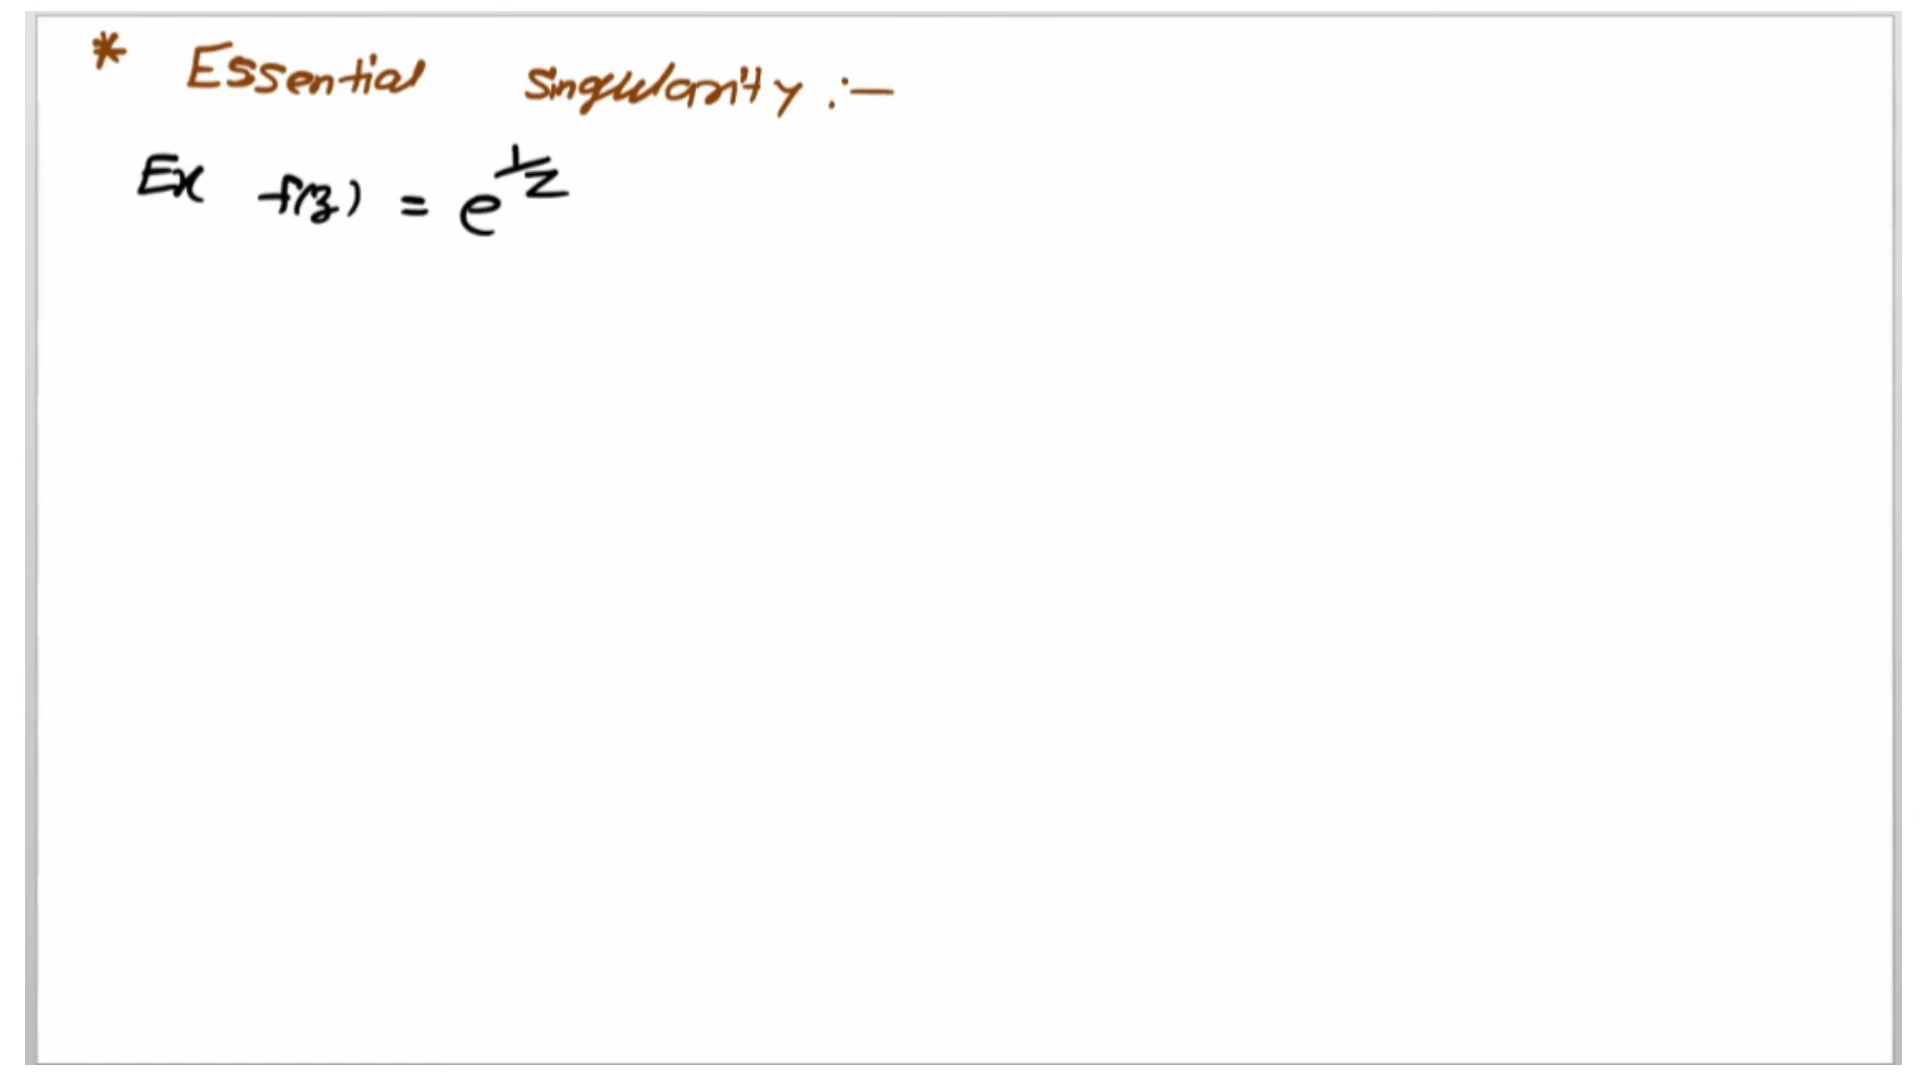 * Essential singularity :-
Ex f(z) = e^1/z